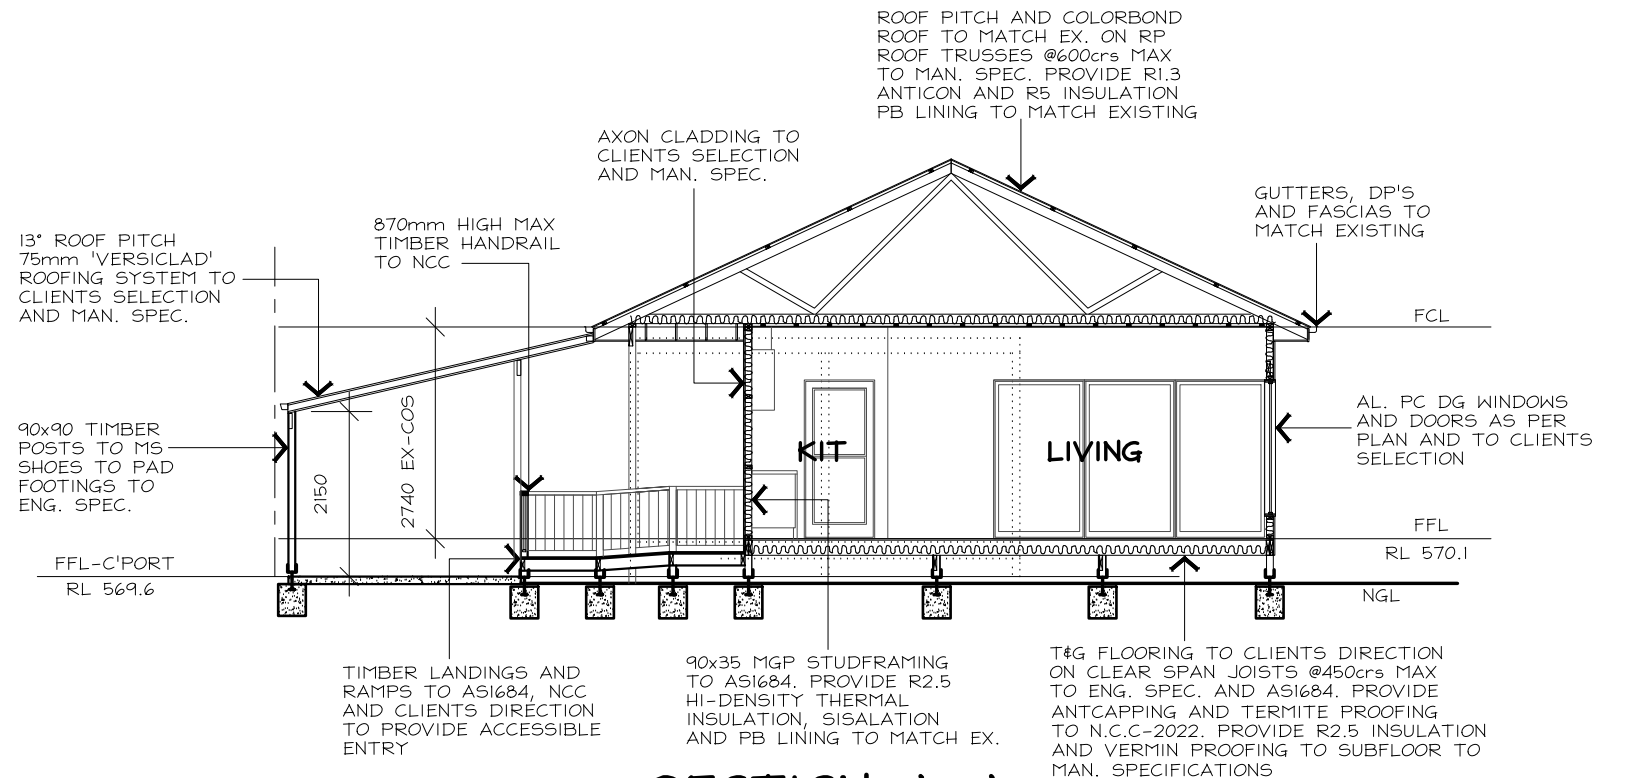 ROOF PITCH AND COLORBOND
ROOF TO MATCH EX. ON RP
ROOF TRUSSES @600crs MAX
TO MAN. SPEC. PROVIDE R1.3
ANTICON AND R5 INSULATION
PB LINING TO MATCH EXISTING
AXON CLADDING TO
CLIENTS SELECTION
AND MAN. SPEC.
GUTTERS, DP'S
AND FASCIAS TO
MATCH EXISTING
870mm HIGH MAX
TIMBER HANDRAIL
TO NCC
13° ROOF PITCH
75mm 'VERSICLAD'
ROOFING SYSTEM TO
CLIENTS SELECTION
AND MAN. SPEC.
FCL
90x90 TIMBER
POSTS TO MS
SHOES TO PAD
FOOTINGS TO
ENG. SPEC.
2150
2740 EX-COS
KIT
LIVING
AL. PC DG WINDOWS
AND DOORS AS PER
PLAN AND TO CLIENTS
SELECTION
FFL
RL 570.1
FFL-C'PORT
RL 569.6
NGL
TIMBER LANDINGS AND
RAMPS TO AS1684, NCC
AND CLIENTS DIRECTION
TO PROVIDE ACCESSIBLE
ENTRY
90x35 MGP STUDFRAMING
TO AS1684. PROVIDE R2.5
HI-DENSITY THERMAL
INSULATION, SISALATION
AND PB LINING TO MATCH EX.
T&G FLOORING TO CLIENTS DIRECTION
ON CLEAR SPAN JOISTS @450crs MAX
TO ENG. SPEC. AND AS1684. PROVIDE
ANTCAPPING AND TERMITE PROOFING
TO N.C.C-2022. PROVIDE R2.5 INSULATION
AND VERMIN PROOFING TO SUBFLOOR TO
MAN. SPECIFICATIONS